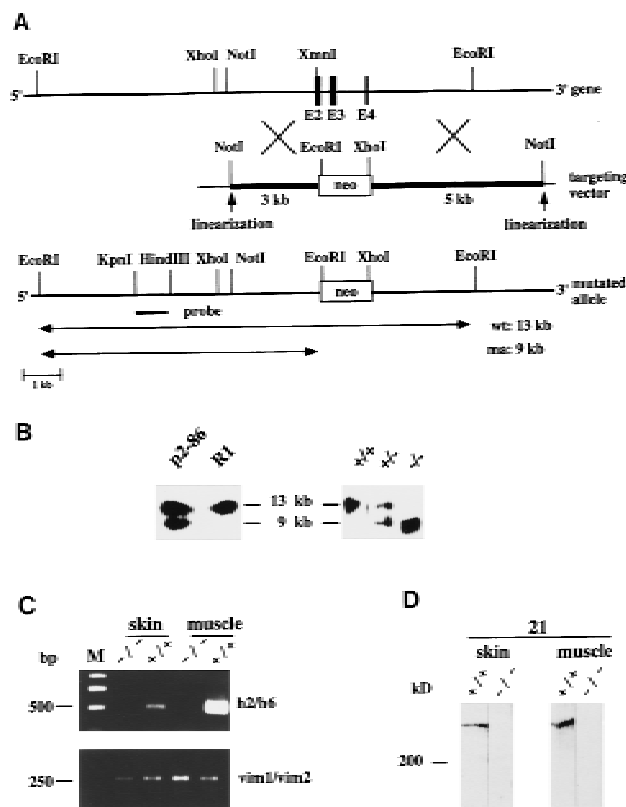 A
EcoRI XhoI NotI XmnI EcoRI
5' 3' gene
E2 E3 E4
NotI EcoRI XhoI NotI
neo targeting
3 kb 5 kb vector
linearization linearization
EcoRI KpnI HindIII XhoI NotI EcoRI XhoI EcoRI
5' neo 3' mutated
allele
probe
wt: 13 kb
9 kb
1 kb
B
p2-86 R1 +/+ +/- -/-
13 kb
9 kb
C
skin muscle
bp M -/- +/+ -/- +/+
500 h2/h6
250 vim1/vim2
D
21
skin muscle
kD +/+ -/- +/+ -/-
200